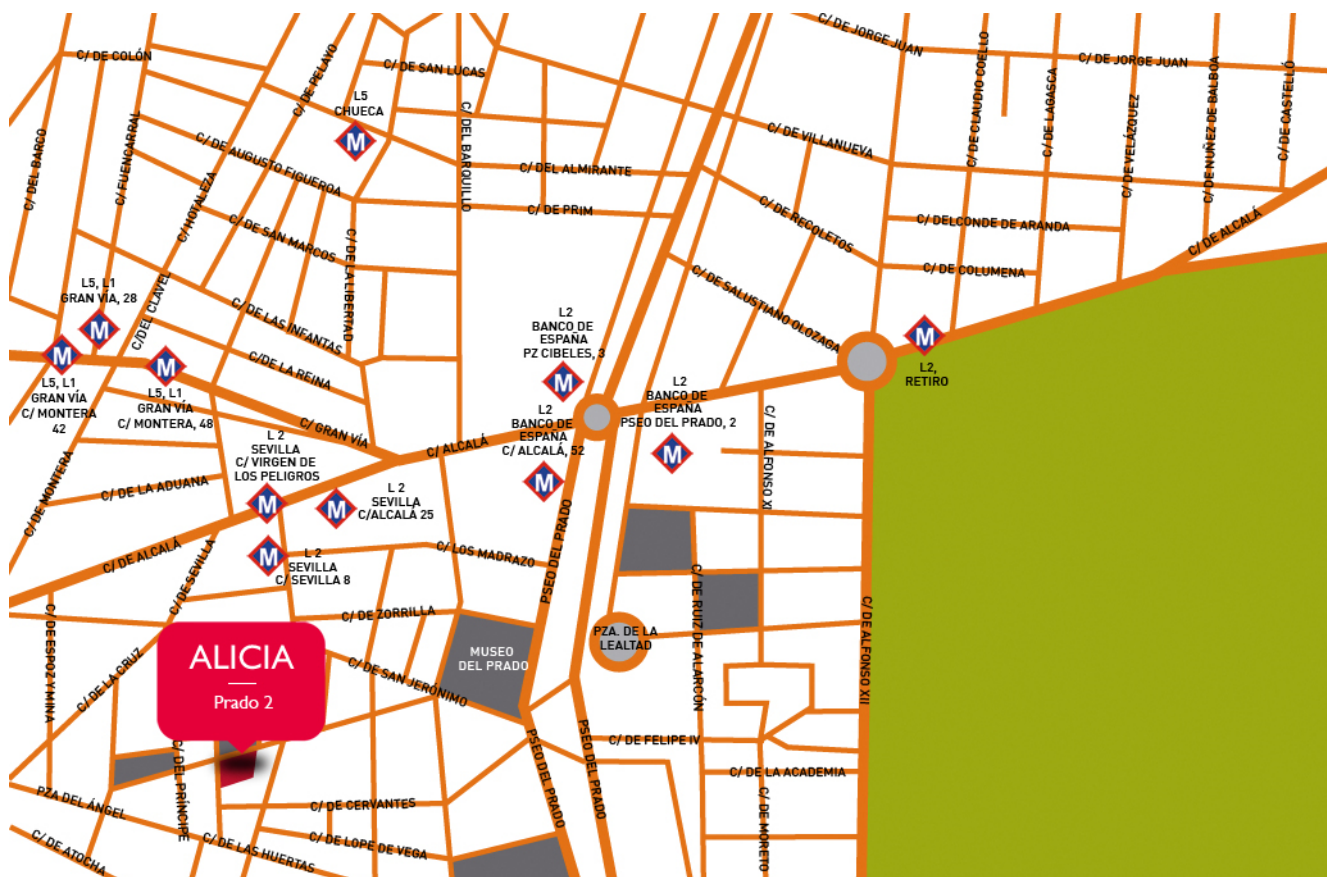 C/ DE COLÓN
C/ DE PELAYO
C/ DE SAN LUCAS
L5
CHUECA
C/ DEL BARCO
C/ FUENCARRAL
C/ DE AUGUSTO FIGUEROA
C/ HOTALEZA
C/ DEL BARQUILLO
C/ DEL ALMIRANTE
C/ DE PRIM
C/ DE JORGE JUAN
C/ DE JORGE JUAN
C/ DE CLAUDIO COELLO
C/ DE LAGASCA
C/ DE VELÁZQUEZ
C/ DE NUÑEZ DE BALBOA
C/ DE CASTELLÓ
C/ DE VILLANUEVA
C/ DE RECOLETOS
C/ DELCONDE DE ARANDA
C/ DE COLUMENA
C/ DE ALCALÁ
C/ DE SALUSTIANO OLOZAGA
C/ DE SAN MARCOS
C/ DE LA LIBERTAD
C/DEL CLAVEL
C/ DE LAS INFANTAS
C/DE LA REINA
L5, L1
GRAN VÍA, 28
M
M
M
M
M
M
M
M
M
M
M
L5, L1
GRAN VÍA
C/ MONTERA
42
L5, L1
GRAN VÍA
C/ MONTERA, 48
C/ GRAN VÍA
L2
BANCO DE
ESPAÑA
PZ CIBELES, 3
L2
BANCO DE
ESPAÑA
C/ ALCALÁ, 52
L2
BANCO DE
ESPAÑA
PSEO DEL PRADO, 2
L2,
RETIRO
C/ ALCALÁ
L 2
SEVILLA
C/ VIRGEN DE
LOS PELIGROS
L 2
SEVILLA
C/ALCALÁ 25
L 2
SEVILLA
C/ SEVILLA 8
C/ DE MONTERA
C/ DE LA ADUANA
C/ DE ALCALÁ
C/ DE SEVILLA
C/ LOS MADRAZO
PSEO DEL PRADO
C/ DE ALFONSO XI
C/ DE ZORRILLA
C/ DE ESPOZ Y MINA
C/ DE LA CRUZ
ALICIA
Prado 2
C/ DE SAN JERÓNIMO
MUSEO
DEL PRADO
PZA. DE LA
LEALTAD
C/ DE RUIZ DE ALARCÓN
C/ DE ALFONSO XII
C/ DE FELIPE IV
C/ DE LA ACADEMIA
C/ DE MORETO
PSEO DEL PRADO
PSEO DEL PRADO
C/ DEL PRÍNCIPE
PZA DEL ÁNGEL
C/ DE ATOCHA
C/ DE CERVANTES
C/ DE LOPE DE VEGA
C/ DE LAS HUERTAS